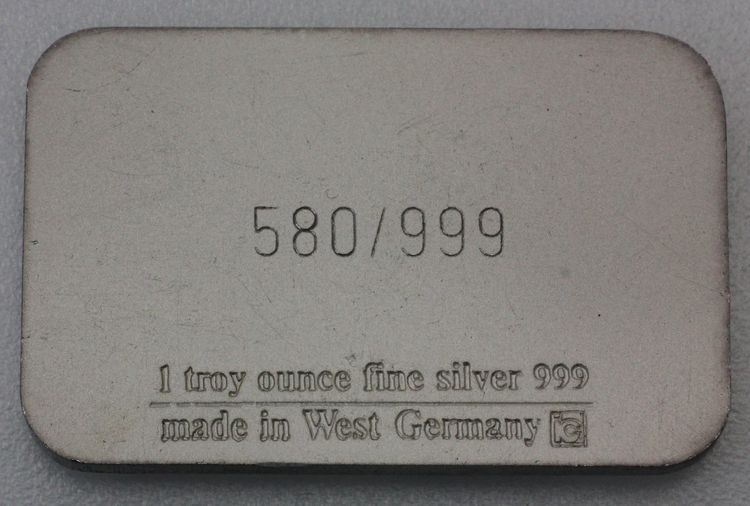 580/999
1 troy ounce fine silver 999
made in West Germany